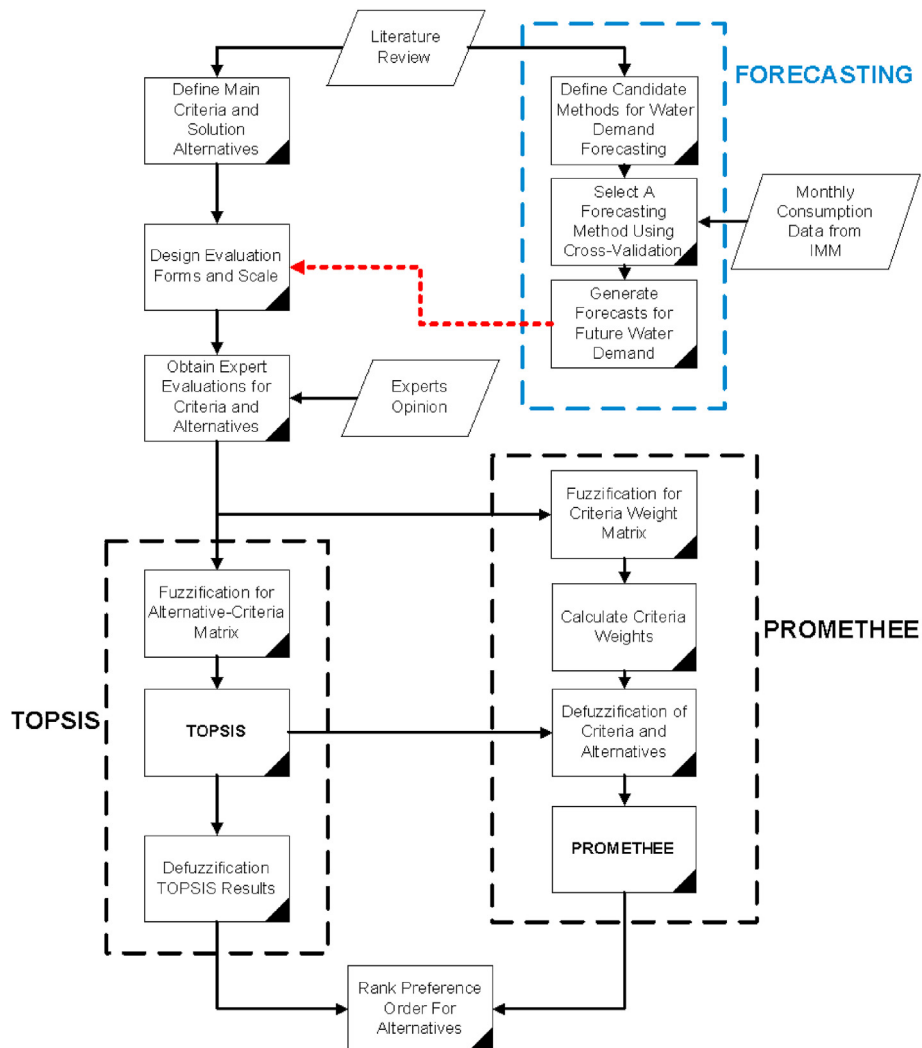 Literature
Review
FORECASTING
Define Main
Criteria and
Solution
Alternatives
Define Candidate
Methods for Water
Demand
Forecasting
Select A
Forecasting
Method Using
Cross-Validation
Monthly
Consumption
Data from
IMM
Design Evaluation
Forms and Scale
Generate
Forecasts for
Future Water
Demand
Obtain Expert
Evaluations for
Criteria and
Alternatives
Experts
Opinion
Fuzzification for
Criteria Weight
Matrix
Fuzzification for
Alternative-Criteria
Matrix
Calculate Criteria
Weights
PROMETHEE
TOPSIS
TOPSIS
Defuzzification of
Criteria and
Alternatives
Defuzzification
TOPSIS Results
PROMETHEE
Rank Preference
Order For
Alternatives